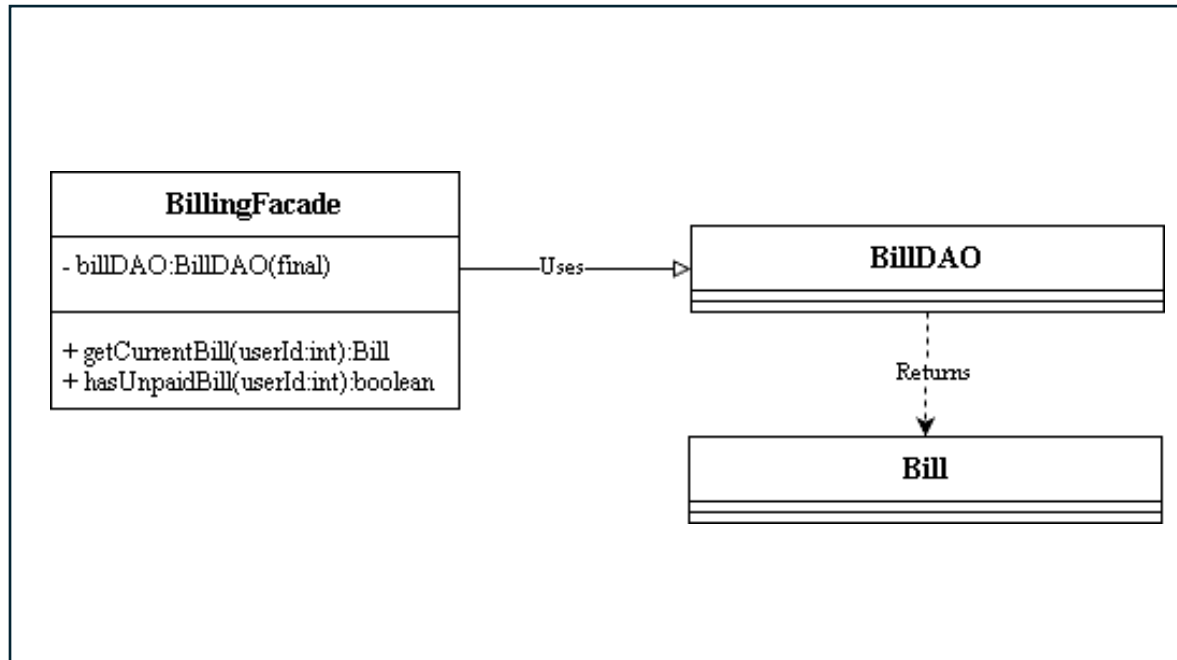 BillingFacade
- billDAO:BillDAO(final)
+ getCurrentBill(userId:int):Bill
+ hasUnpaidBill(userId:int):boolean
Uses
BillDAO
Returns
Bill